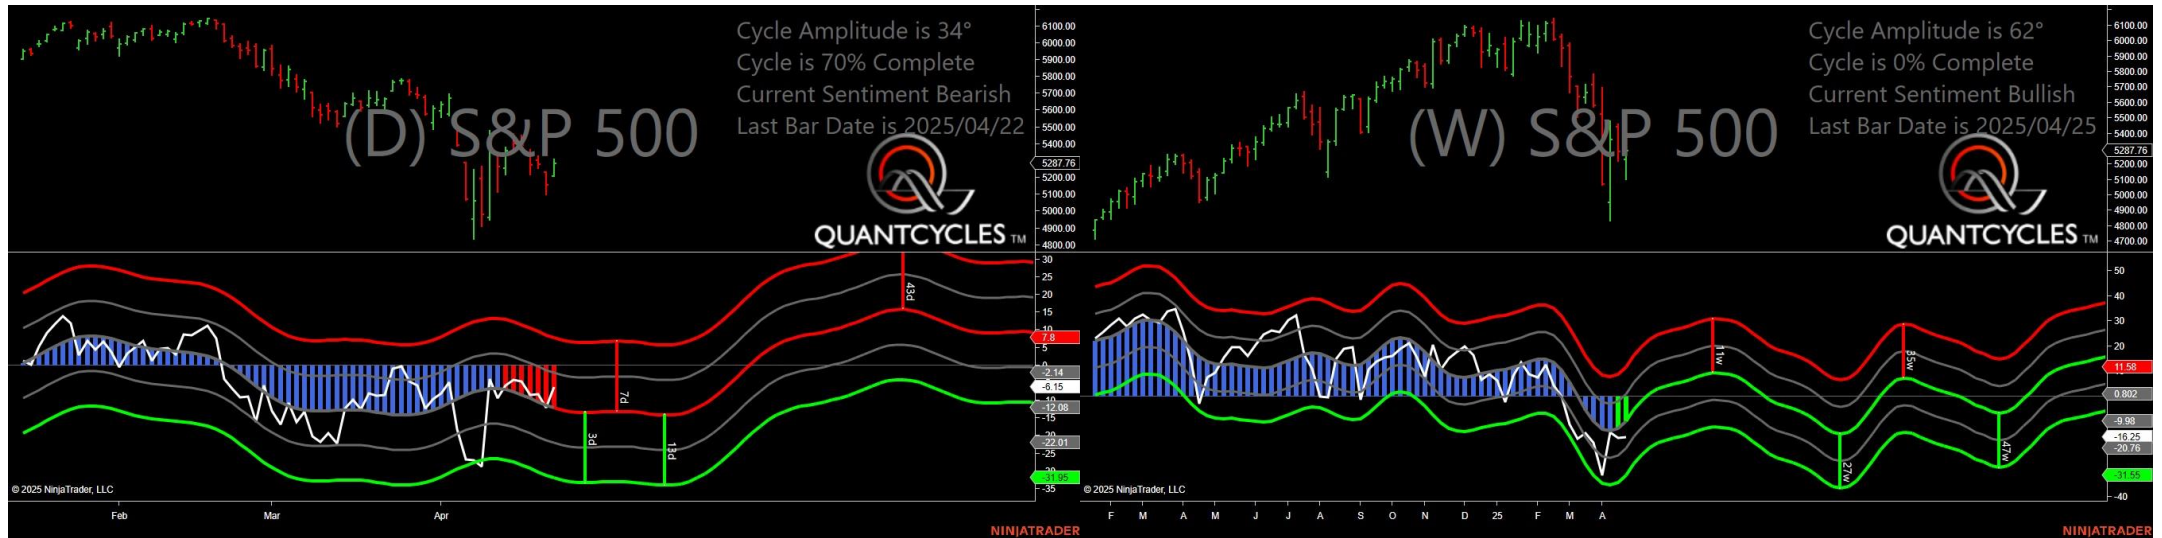 Cycle Amplitude is 34°
Cycle is 70% Complete
Current Sentiment Bearish
Last Bar Date is 2025/04/22
(D) S&P 500
QUANTCYCLES TM
6100.00
6000.00
5900.00
5800.00
5700.00
5600.00
5500.00
5400.00
5287.76
5200.00
5100.00
5000.00
4900.00
4800.00
30
25
20
15
10
7.8
5
0
-2.14
-6.15
-12.08
-15
-22.01
-25
-31.95
-35
43d
7d
3d
13d
© 2025 NinjaTrader, LLC
Feb Mar Apr
NINJATRADER
Cycle Amplitude is 62°
Cycle is 0% Complete
Current Sentiment Bullish
Last Bar Date is 2025/04/25
(W) S&P 500
QUANTCYCLES TM
6100.00
6000.00
5900.00
5800.00
5700.00
5600.00
5500.00
5400.00
5287.76
5200.00
5100.00
5000.00
4900.00
4800.00
4700.00
50
40
30
20
11.58
0.802
-9.98
-16.25
-20.76
-31.55
-40
11w
35w
27w
47w
© 2025 NinjaTrader, LLC
F M A M J J A S O N D 25 F M A
NINJATRADER